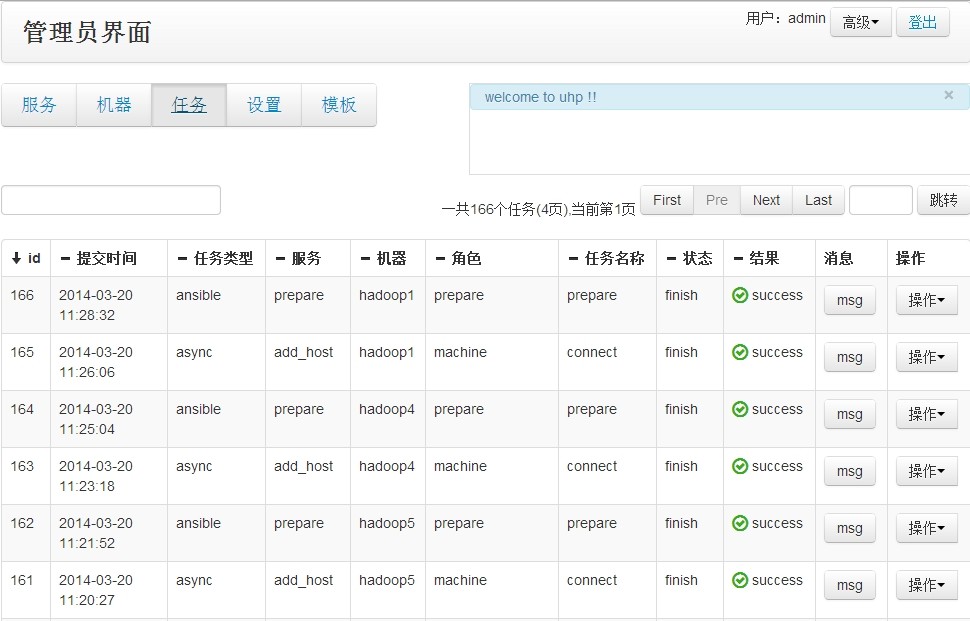 管理员界面
用户：admin 高级 登出
服务 机器 任务 设置 模板
welcome to uhp !! ×
一共166个任务(4页),当前第1页 First Pre Next Last 跳转
id 提交时间 任务类型 服务 机器 角色 任务名称 状态 结果 消息 操作
166 2014-03-20 11:28:32 ansible prepare hadoop1 prepare prepare finish success msg 操作
165 2014-03-20 11:26:06 async add_host hadoop1 machine connect finish success msg 操作
164 2014-03-20 11:25:04 ansible prepare hadoop4 prepare prepare finish success msg 操作
163 2014-03-20 11:23:18 async add_host hadoop4 machine connect finish success msg 操作
162 2014-03-20 11:21:52 ansible prepare hadoop5 prepare prepare finish success msg 操作
161 2014-03-20 11:20:27 async add_host hadoop5 machine connect finish success msg 操作